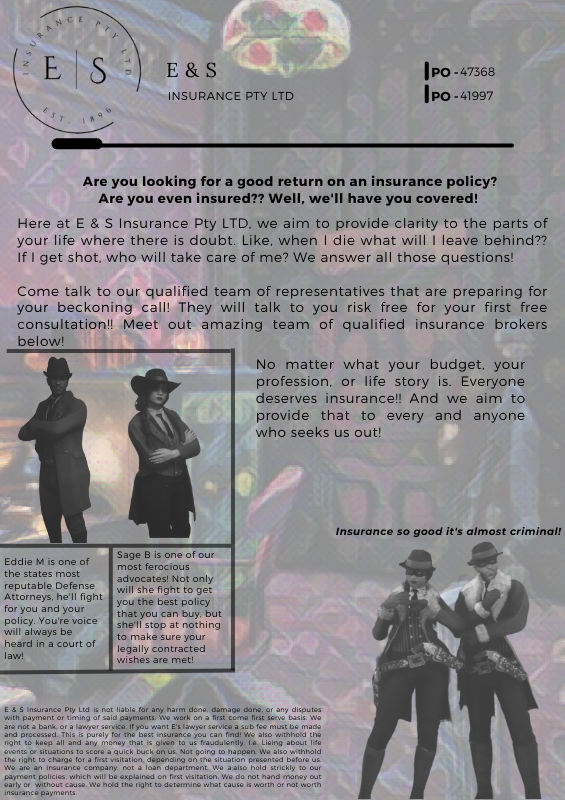 INSURANCE PTY LTD
E | S
EST. 1896
E & S
INSURANCE PTY LTD
PO - 47368
PO - 41997
Are you looking for a good return on an insurance policy?
Are you even insured?? Well, we'll have you covered!
Here at E & S Insurance Pty LTD, we aim to provide clarity to the parts of
your life where there is doubt. Like, when I die what will I leave behind??
If I get shot, who will take care of me? We answer all those questions!
Come talk to our qualified team of representatives that are preparing for
your beckoning call! They will talk to you risk free for your first free
consultation!! Meet out amazing team of qualified insurance brokers
below!
No matter what your budget, your
profession, or life story is. Everyone
deserves insurance!! And we aim to
provide that to every and anyone
who seeks us out!
Insurance so good it's almost criminal!
Eddie M is one of
the states most
reputable Defense
Attorneys, he'll fight
for you and your
policy. You're voice
will always be
heard in a court of
law!
Sage B is one of our
most ferocious
advocates! Not only
will she fight to get
you the best policy
that you can buy, but
she'll stop at nothing
to make sure your
legally contracted
wishes are met!
E & S Insurance Pty Ltd is not liable for any harm done, damage done, or any disputes
with payment or timing of said payments. We work on a first come first serve basis. We
are not a bank, or a lawyer service. If you want E's lawyer service a sub fee must be made
and processed. This is purely for the best insurance you can find! We also withhold the
right to keep all and any money that is given to us fraudulently. I.e. Lieing about life
events or situations to score a quick buck on us. Not going to happen. We also withhold
the right to charge for a first visitation, depending on the situation presented before us.
We are an insurance company, not a loan department. We a;also hold strictly to our
payment policies, which will be explained on first visitation. We do not hand money out
early or without cause. We hold the right to determine what cause is worth or not worth
insurance payments.